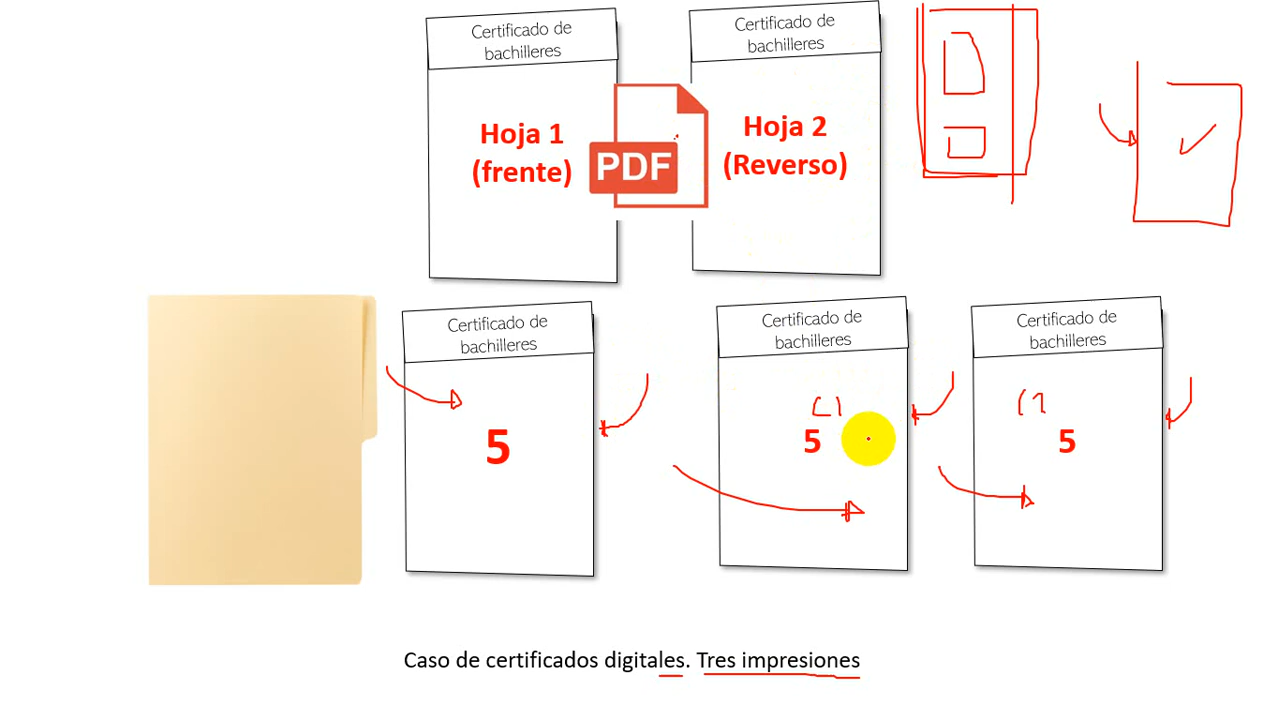 Certificado de
bachilleres
Hoja 1
(frente)
PDF
Certificado de
bachilleres
Hoja 2
(Reverso)
Certificado de
bachilleres
5
Certificado de
bachilleres
5
Certificado de
bachilleres
5
Caso de certificados digitales. Tres impresiones